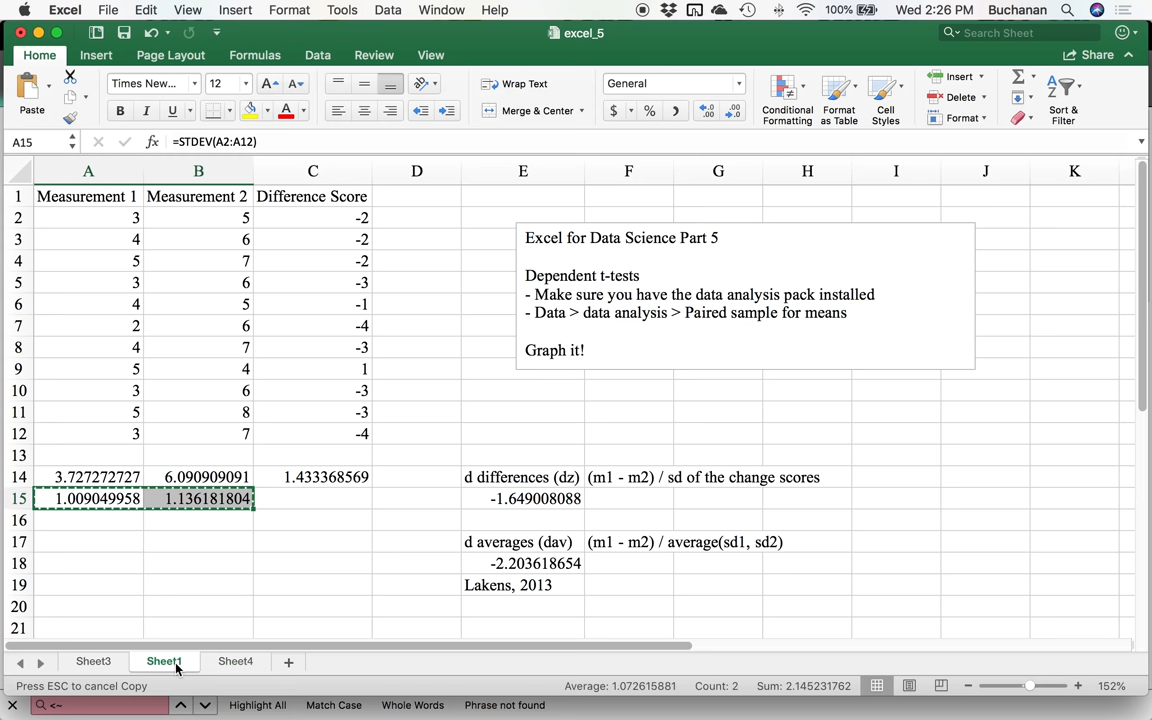 Excel File Edit View Insert Format Tools Data Window Help 100% Wed 2:26 PM Buchanan
excel_5 Search Sheet
Home Insert Page Layout Formulas Data Review View Share
Paste Times New... 12 Wrap Text General Insert
B I U A Merge & Center $ % Conditional Formatting Format as Table Cell Styles Delete Sort & Filter
Format
A15 fx =STDEV(A2:A12)
A B C D E F G H I J K
1 Measurement 1 Measurement 2 Difference Score
2 3 5 -2
3 4 6 -2
4 5 7 -2
5 3 6 -3
6 4 5 -1
7 2 6 -4
8 4 7 -3
9 5 4 1
10 3 6 -3
11 5 8 -3
12 3 7 -4
13
14 3.727272727 6.090909091 1.433368569 d differences (dz) (m1 - m2) / sd of the change scores
15 1.009049958 1.136181804 -1.649008088
16
17 d averages (dav) (m1 - m2) / average(sd1, sd2)
18 -2.203618654
19 Lakens, 2013
20
21
Excel for Data Science Part 5
Dependent t-tests
- Make sure you have the data analysis pack installed
- Data > data analysis > Paired sample for means
Graph it!
Sheet3 Sheet1 Sheet4 +
Press ESC to cancel Copy Average: 1.072615881 Count: 2 Sum: 2.145231762 152%
<~ Highlight All Match Case Whole Words Phrase not found